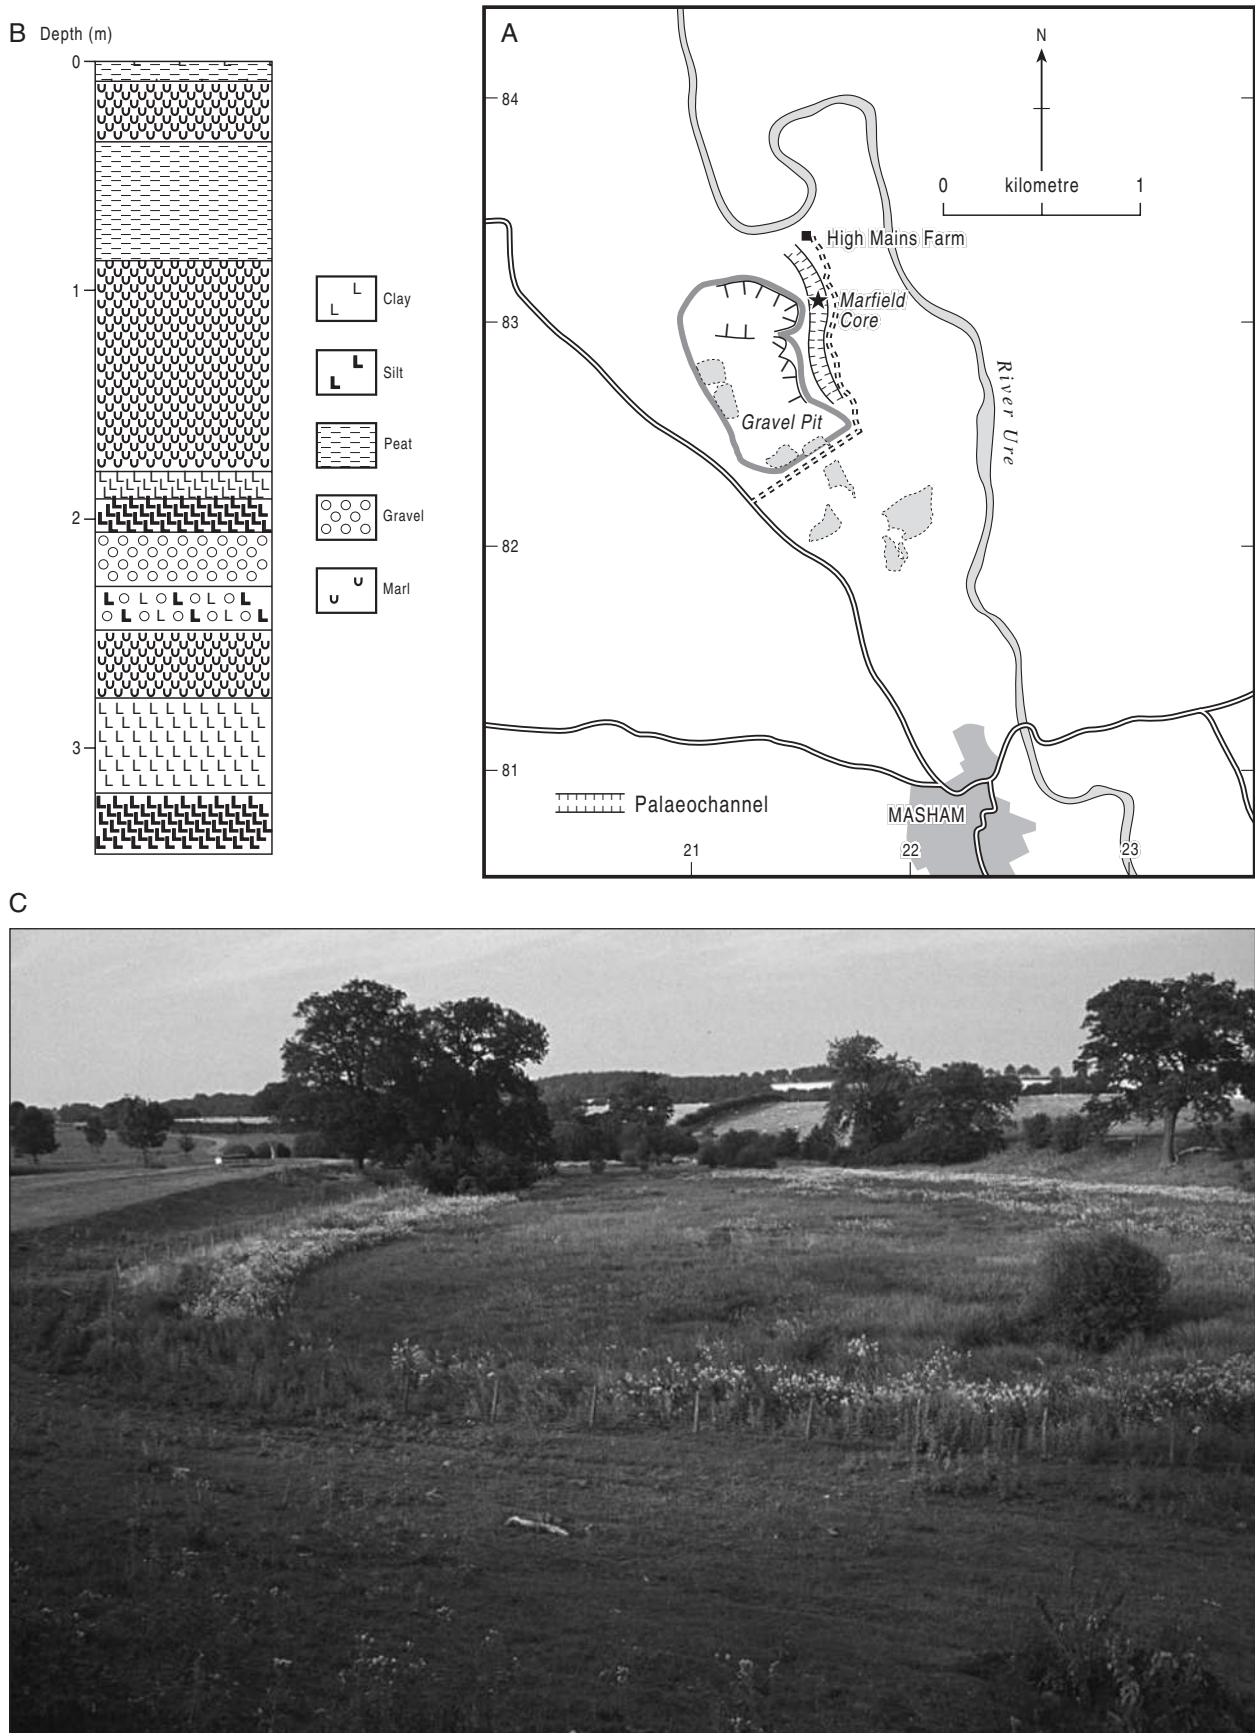 B Depth (m)
0
1
2
3
Clay
Silt
Peat
Gravel
Marl
A
N
0 kilometre 1
84
83
82
81
High Mains Farm
Marfield
Core
Gravel Pit
River Ure
Palaeochannel
MASHAM
21
22
23
C